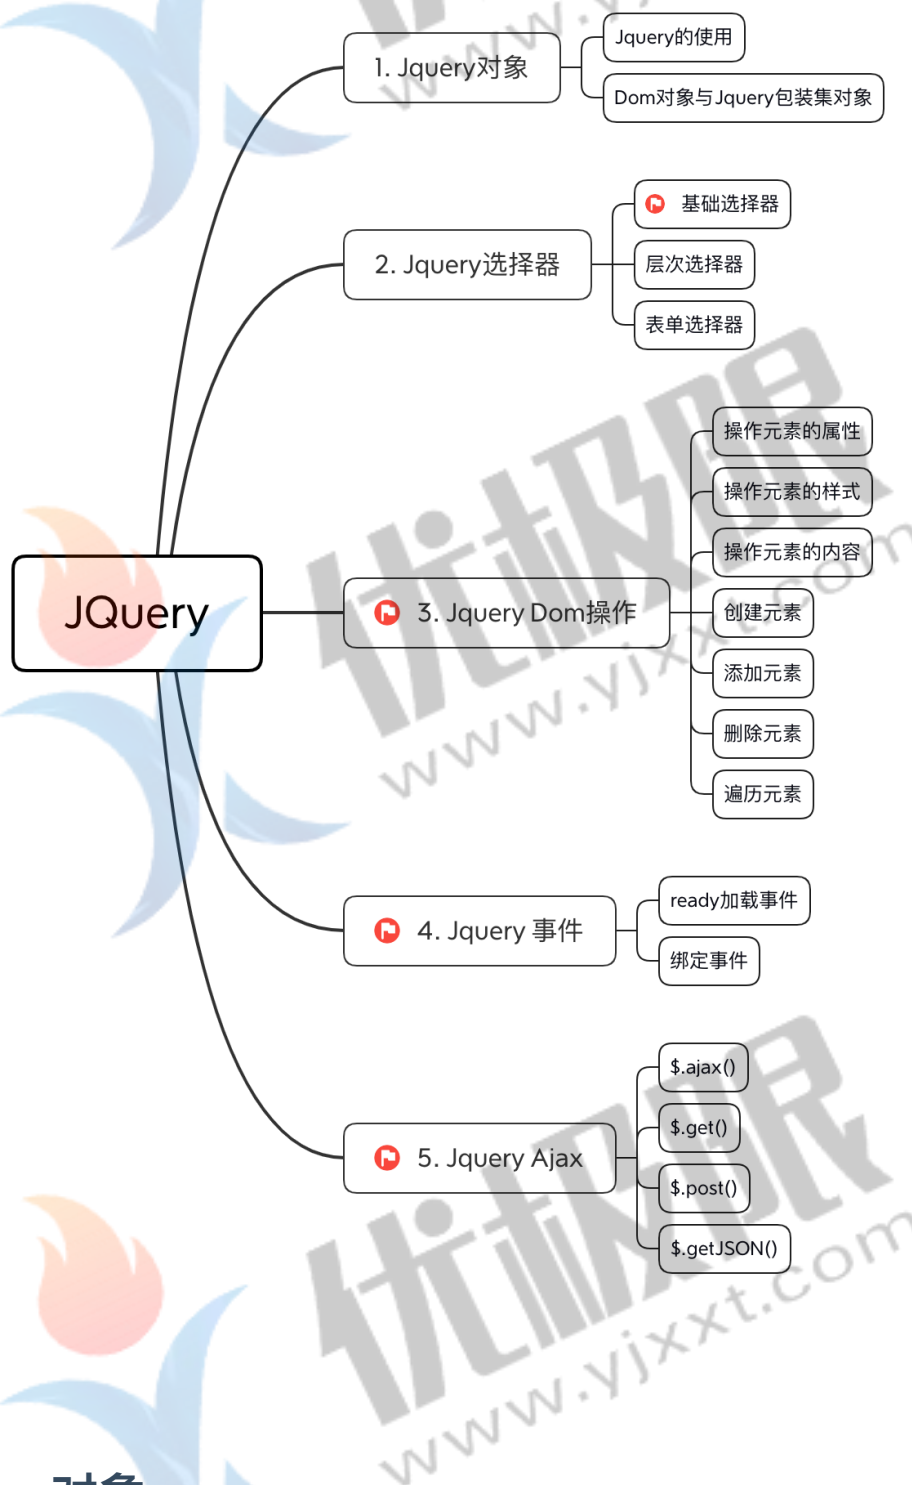 JQuery
1. Jquery对象
Jquery的使用
Dom对象与Jquery包装集对象
2. Jquery选择器
基础选择器
层次选择器
表单选择器
3. Jquery Dom操作
操作元素的属性
操作元素的样式
操作元素的内容
创建元素
添加元素
删除元素
遍历元素
4. Jquery 事件
ready加载事件
绑定事件
5. Jquery Ajax
$.ajax()
$.get()
$.post()
$.getJSON()
优极限
www.yjxxt.com
优极限
www.yjxxt.com